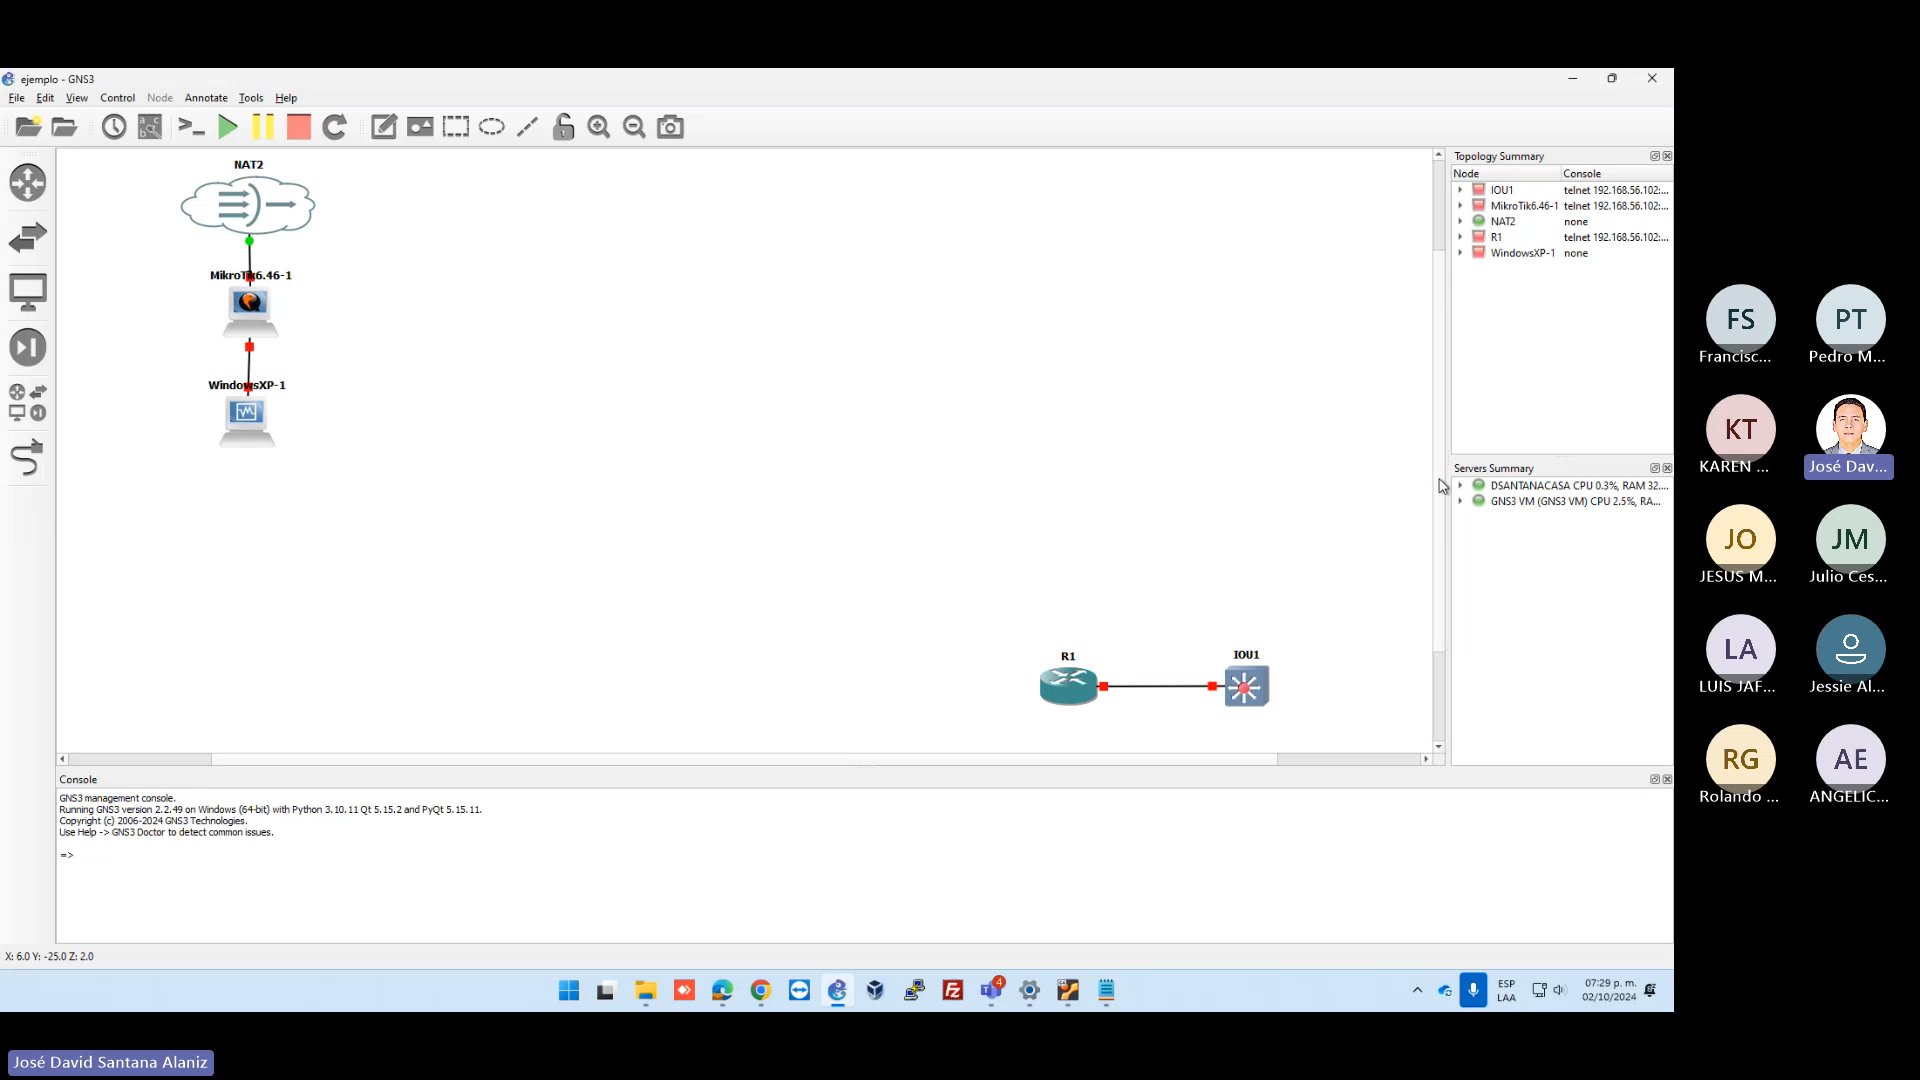 ejemplo - GNS3
File Edit View Control Node Annotate Tools Help
NAT2
MikroTik6.46-1
WindowsXP-1
R1
IOU1
Topology Summary
Node Console
IOU1 telnet 192.168.56.102:...
MikroTik6.46-1 telnet 192.168.56.102:...
NAT2 none
R1 telnet 192.168.56.102:...
WindowsXP-1 none
Servers Summary
DSANTANACASA CPU 0.3%, RAM 32....
GNS3 VM (GNS3 VM) CPU 2.5%, RA...
Console
GNS3 management console.
Running GNS3 version 2.2.49 on Windows (64-bit) with Python 3.10.11 Qt 5.15.2 and PyQt 5.15.11.
Copyright (c) 2006-2024 GNS3 Technologies.
Use Help -> GNS3 Doctor to detect common issues.
=>
X: 6.0 Y: -25.0 Z: 2.0
4
ESP
LAA
07:29 p. m.
02/10/2024
FS PT
Francisc... Pedro M...
KT
KAREN ... José Dav...
JO JM
JESUS M... Julio Ces...
LA
LUIS JAF... Jessie Al...
RG AE
Rolando ... ANGELIC...
José David Santana Alaniz